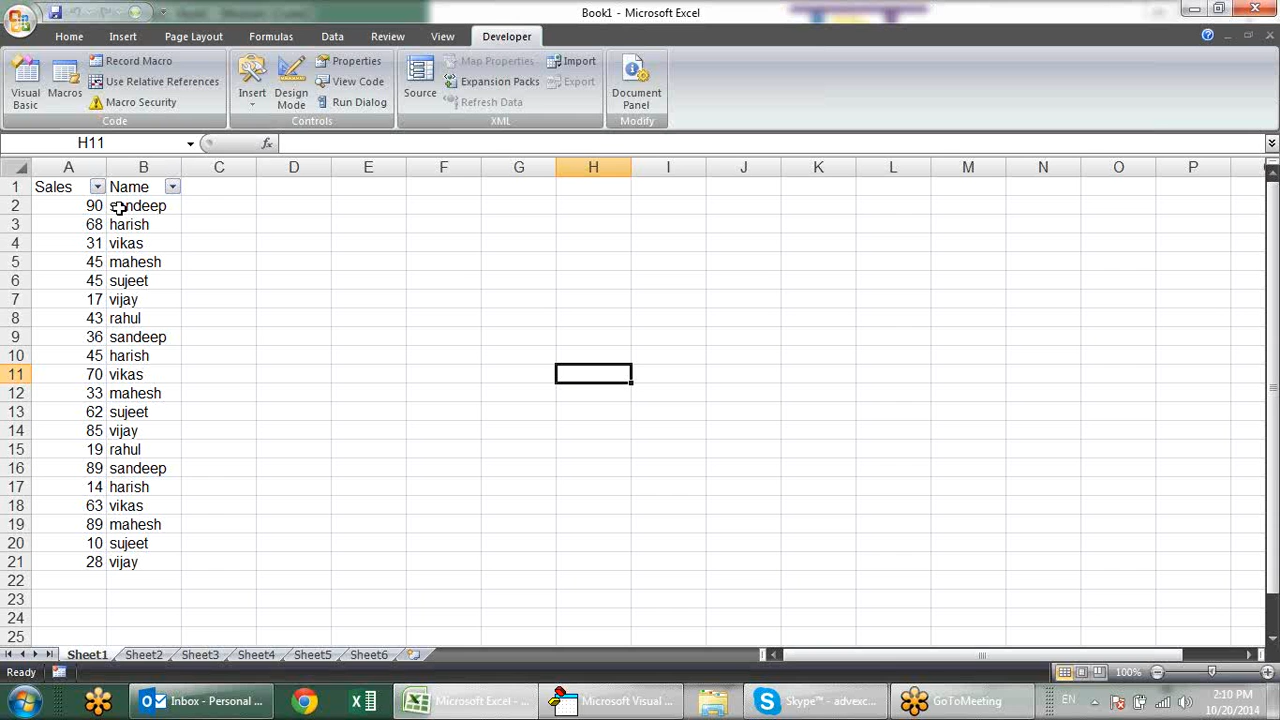 Book1 - Microsoft Excel
Home Insert Page Layout Formulas Data Review View Developer
Visual Basic
Macros
Record Macro
Use Relative References
Macro Security
Code
Insert
Design Mode
Properties
View Code
Run Dialog
Controls
Source
Map Properties
Expansion Packs
Refresh Data
Import
Export
XML
Document Panel
Modify
H11 fx
A B C D E F G H I J K L M N O P
1 Sales Name
2 90 sandeep
3 68 harish
4 31 vikas
5 45 mahesh
6 45 sujeet
7 17 vijay
8 43 rahul
9 36 sandeep
10 45 harish
11 70 vikas
12 33 mahesh
13 62 sujeet
14 85 vijay
15 19 rahul
16 89 sandeep
17 14 harish
18 63 vikas
19 89 mahesh
20 10 sujeet
21 28 vijay
22
23
24
25
Sheet1 Sheet2 Sheet3 Sheet4 Sheet5 Sheet6
Ready 100%
Inbox - Personal ... Microsoft Excel - ... Microsoft Visual ... Skype™ - advexc... GoToMeeting EN 2:10 PM
10/20/2014